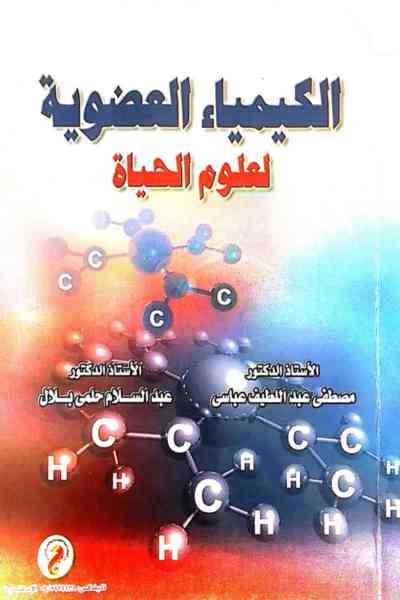 الكيمياء العضوية
لعلوم الحياة
الأستاذ الدكتور
مصطفى عبد اللطيف عباسى
الأستاذ الدكتور
عبد السلام حلمى بلال
C
C
C
C
C
C
C
C
C
C
H
H
H
H
H
C
C
H
H